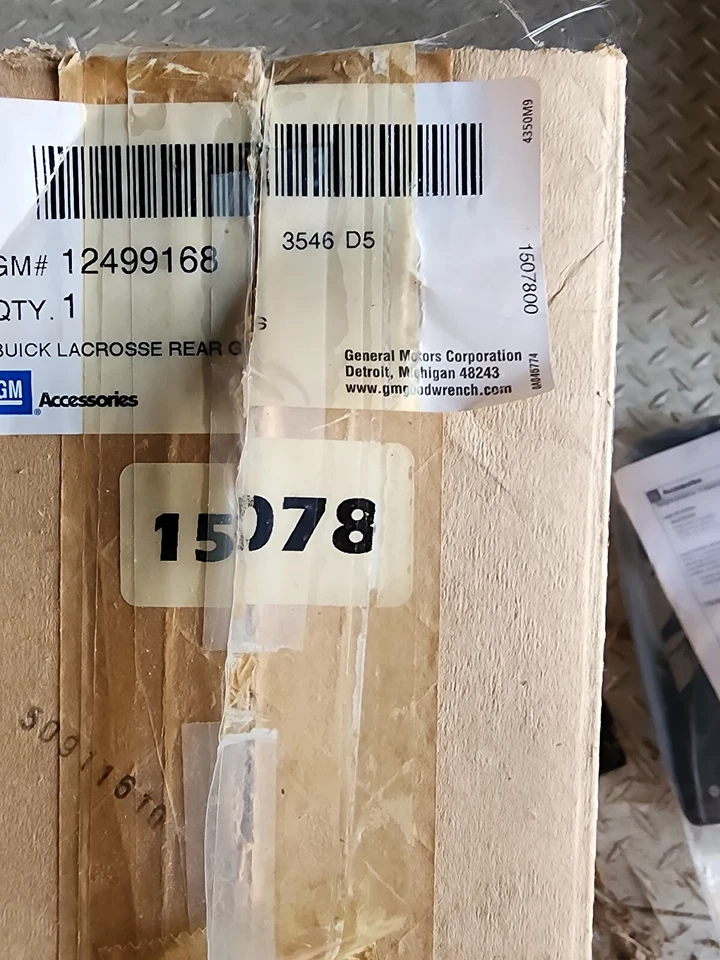 GM# 12499168
QTY. 1
BUICK LACROSSE REAR G
s
GM Accessories
3546 D5
General Motors Corporation
Detroit, Michigan 48243
www.gmgoodwrench.com
4350M9
1507800
15078
50911610